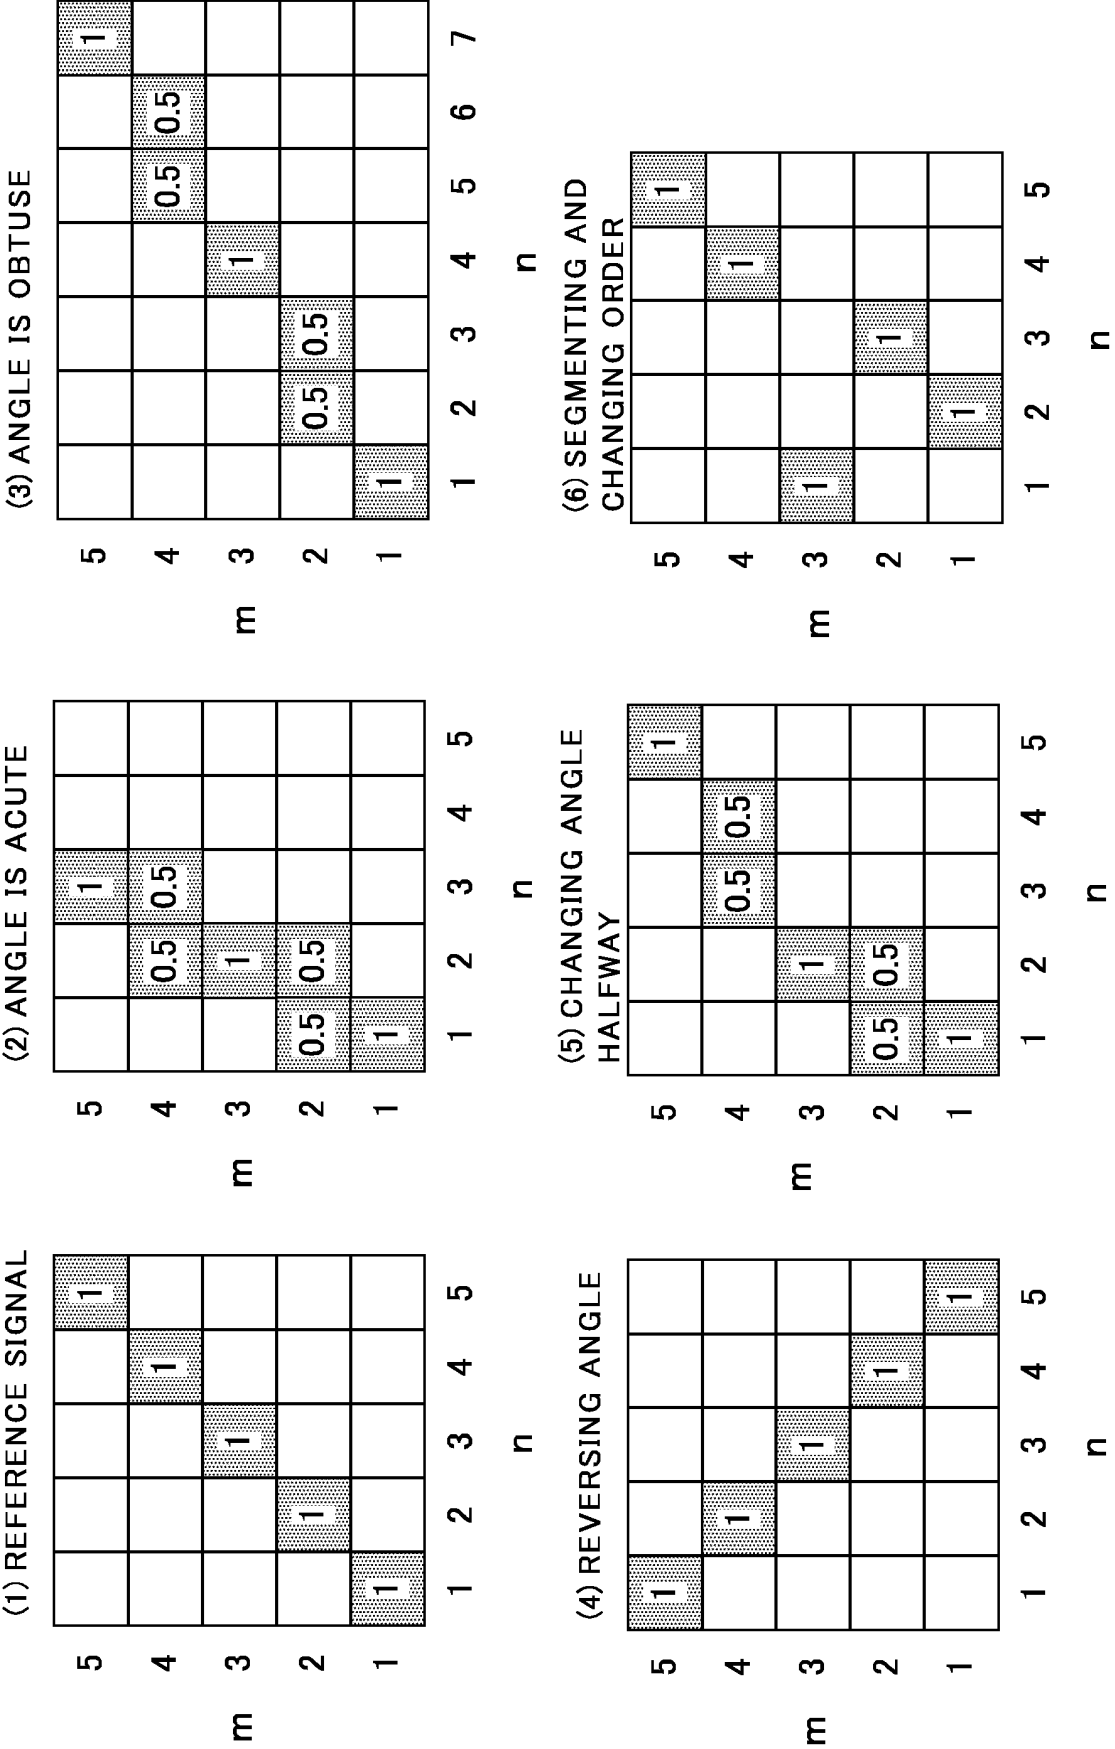 (1) REFERENCE SIGNAL
5 1
4 1
m 3 1
2 1
1 1
1 2 3 4 5
n
(2) ANGLE IS ACUTE
5 1
4 0.5 0.5
m 3 1
2 0.5 0.5
1 1
1 2 3 4 5
n
(3) ANGLE IS OBTUSE
5 1
4 0.5 0.5
m 3 1
2 0.5 0.5
1 1
1 2 3 4 5 6 7
n
(4) REVERSING ANGLE
5 1
4 1
m 3 1
2 1
1 1
1 2 3 4 5
n
(5) CHANGING ANGLE
HALFWAY
5 1
4 0.5 0.5
m 3 1
2 0.5 0.5
1 1
1 2 3 4 5
n
(6) SEGMENTING AND
CHANGING ORDER
5 1
4 1
m 3 1
2 1
1 1
1 2 3 4 5
n